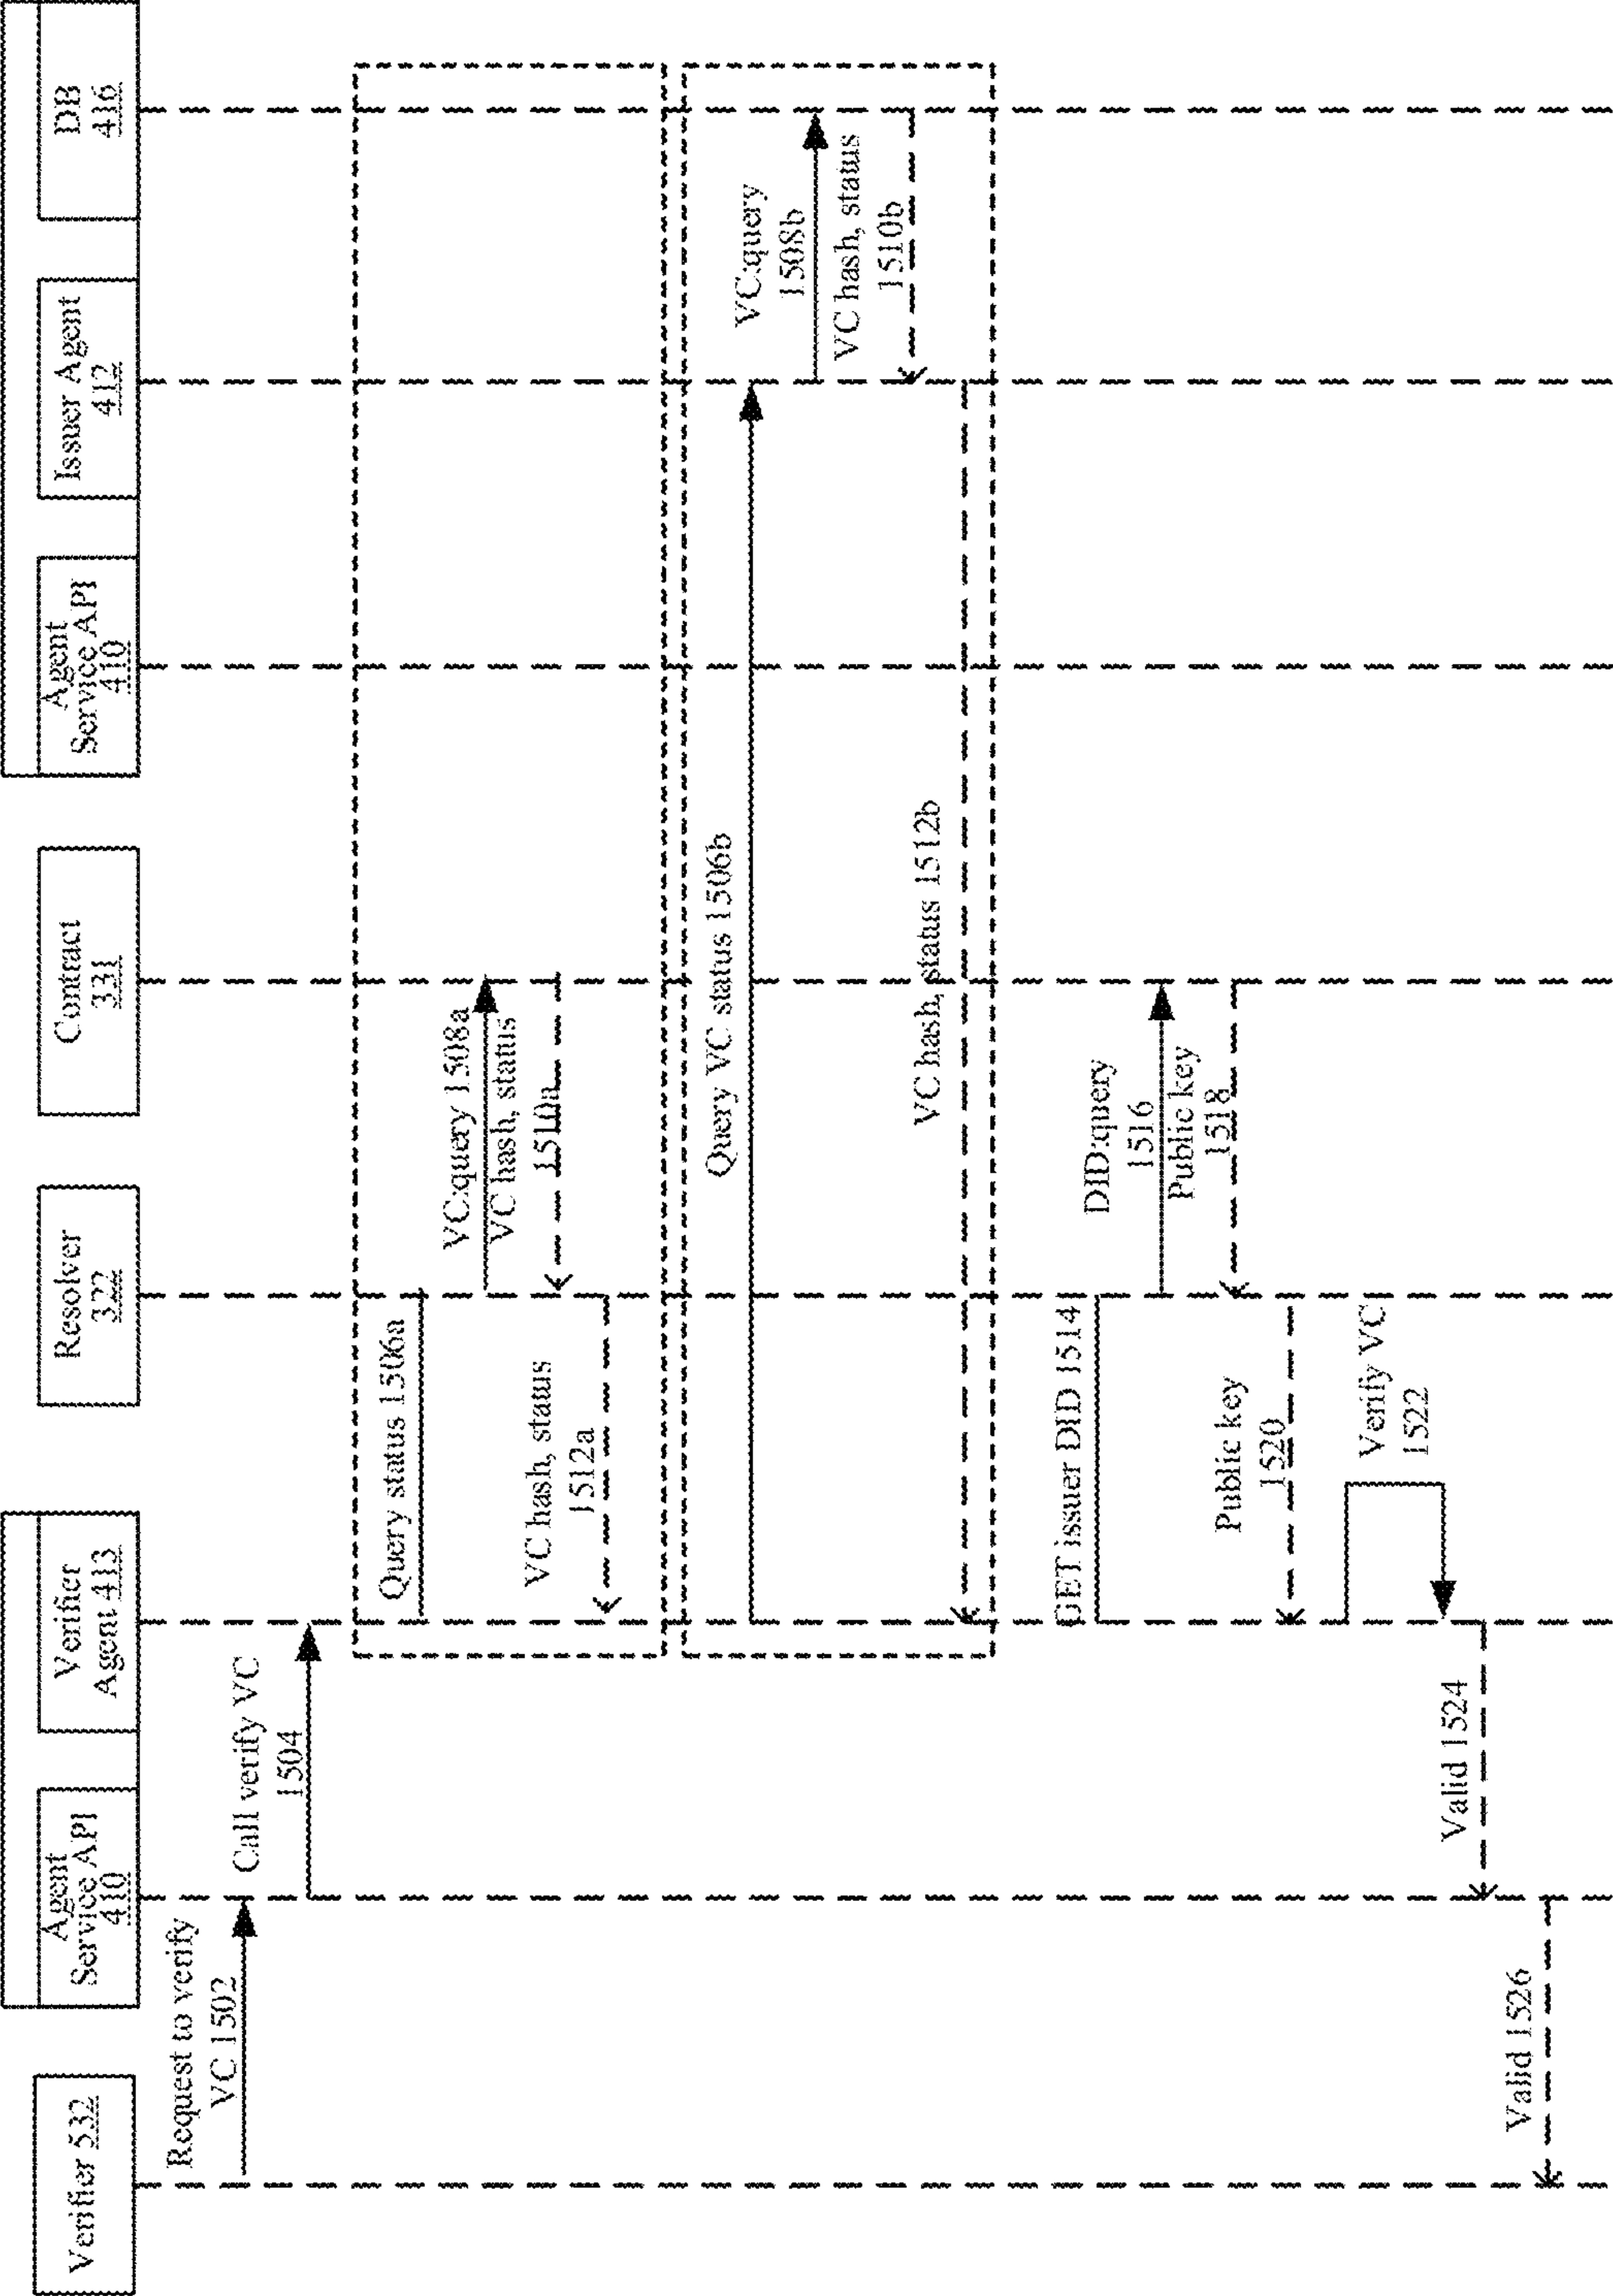 Verifier 532
Agent
Service API
410
Verifier
Agent 413
Resolver
322
Contract
331
Agent
Service API
410
Issuer Agent
412
DB
416
Request to verify
VC 1502
Call verify VC
1504
Query status 1506a
VC:query 1508a
VC hash, status
1510a
VC hash, status
1512a
Query VC status 1506b
VC:query
1508b
VC hash, status
1510b
VC hash, status 1512b
GET issuer DID 1514
DID:query
1516
Public key
1518
Public key
1520
Verify VC
1522
Valid 1524
Valid 1526